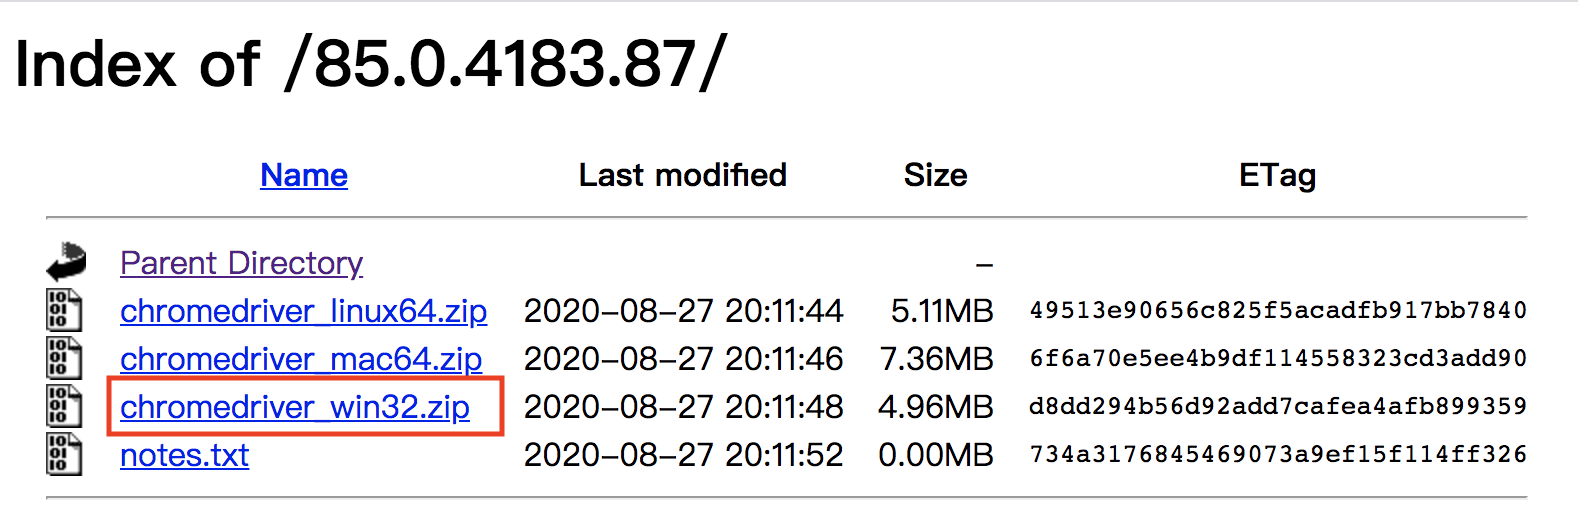 Index of /85.0.4183.87/
Name Last modified Size ETag
Parent Directory -
chromedriver_linux64.zip 2020-08-27 20:11:44 5.11MB 49513e90656c825f5acadfb917bb7840
chromedriver_mac64.zip 2020-08-27 20:11:46 7.36MB 6f6a70e5ee4b9df114558323cd3add90
chromedriver_win32.zip 2020-08-27 20:11:48 4.96MB d8dd294b56d92add7cafea4afb899359
notes.txt 2020-08-27 20:11:52 0.00MB 734a3176845469073a9ef15f114ff326